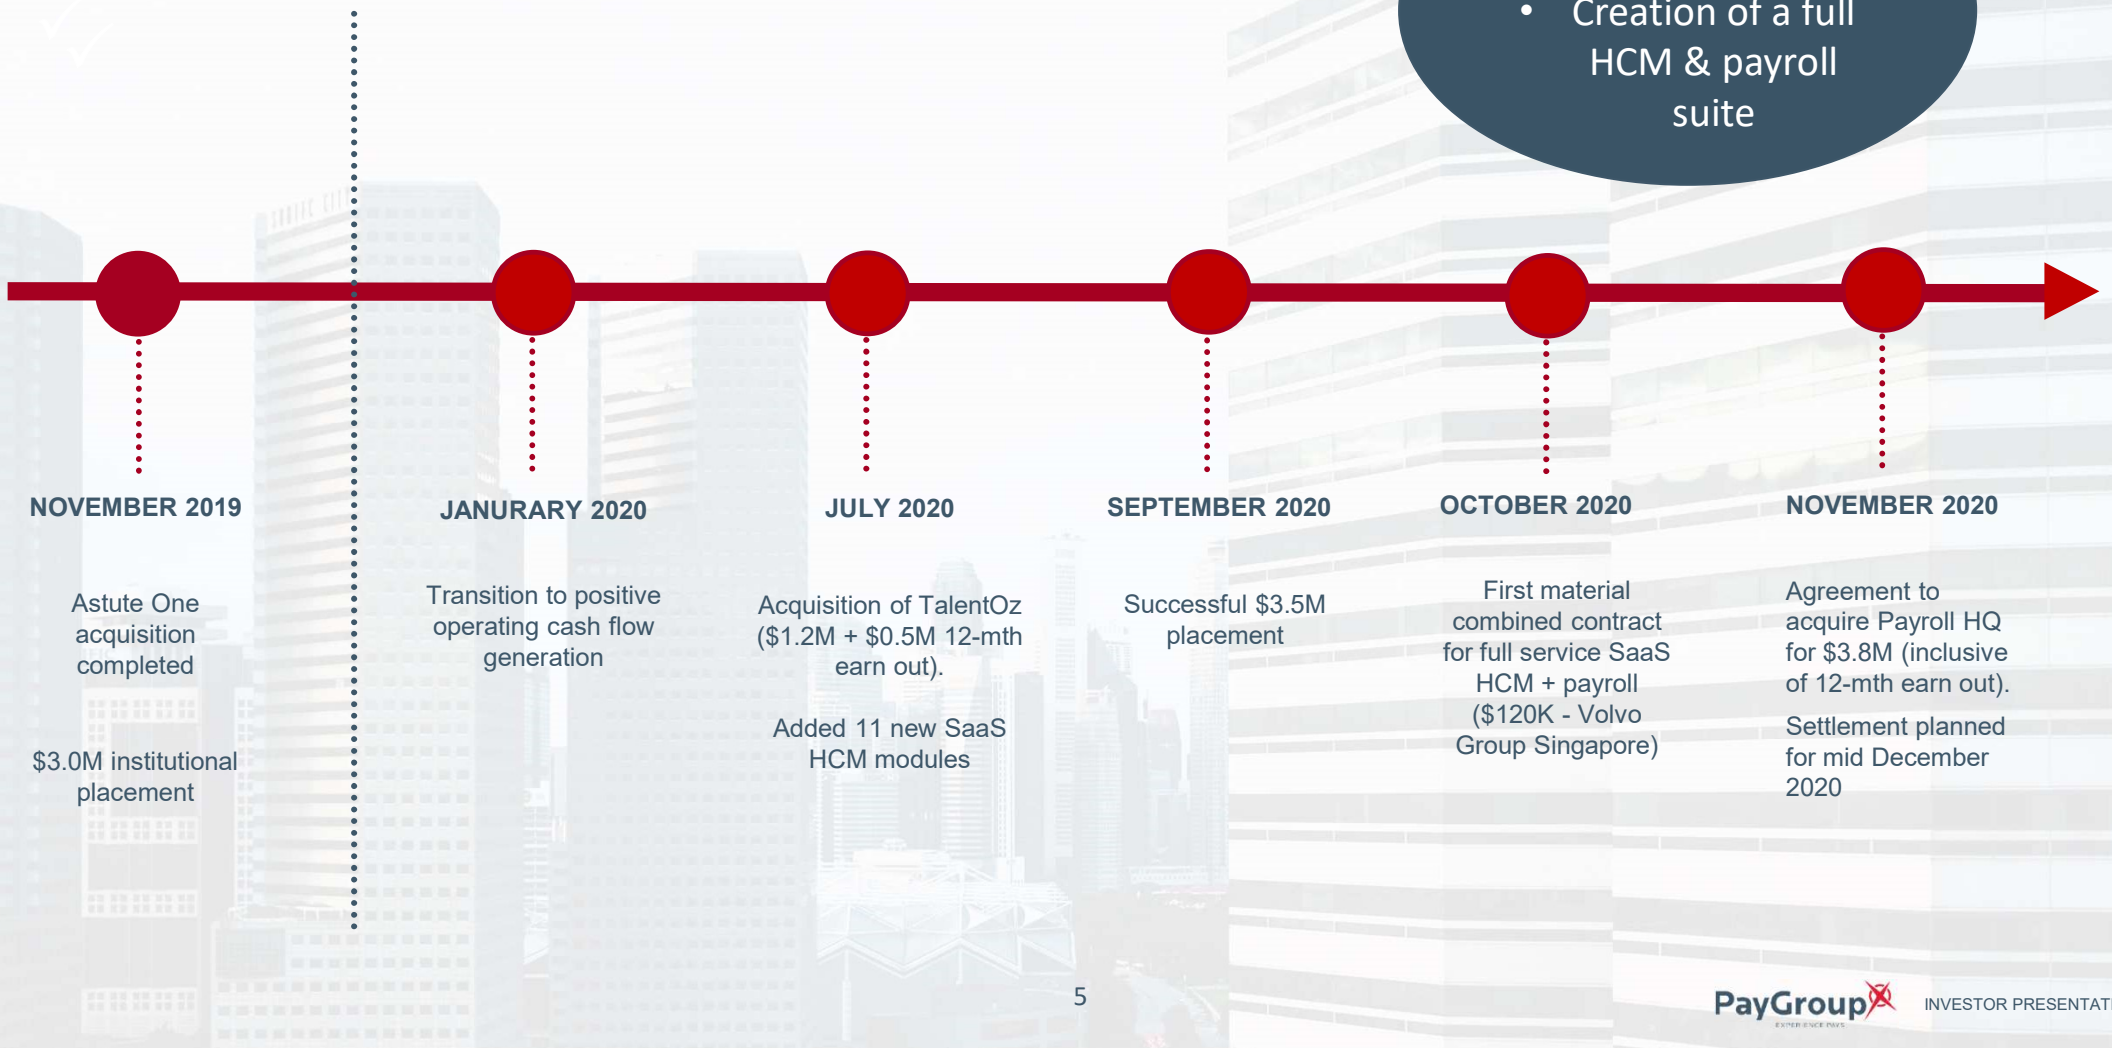 • Creation of a full
HCM & payroll
suite
NOVEMBER 2019
Astute One
acquisition
completed
$3.0M institutional
placement
JANURARY 2020
Transition to positive
operating cash flow
generation
JULY 2020
Acquisition of TalentOz
($1.2M + $0.5M 12-mth
earn out).
Added 11 new SaaS
HCM modules
SEPTEMBER 2020
Successful $3.5M
placement
OCTOBER 2020
First material
combined contract
for full service SaaS
HCM + payroll
($120K - Volvo
Group Singapore)
NOVEMBER 2020
Agreement to
acquire Payroll HQ
for $3.8M (inclusive
of 12-mth earn out).
Settlement planned
for mid December
2020
5
PayGroup
EXPERIENCE PAYS
INVESTOR PRESENTATI